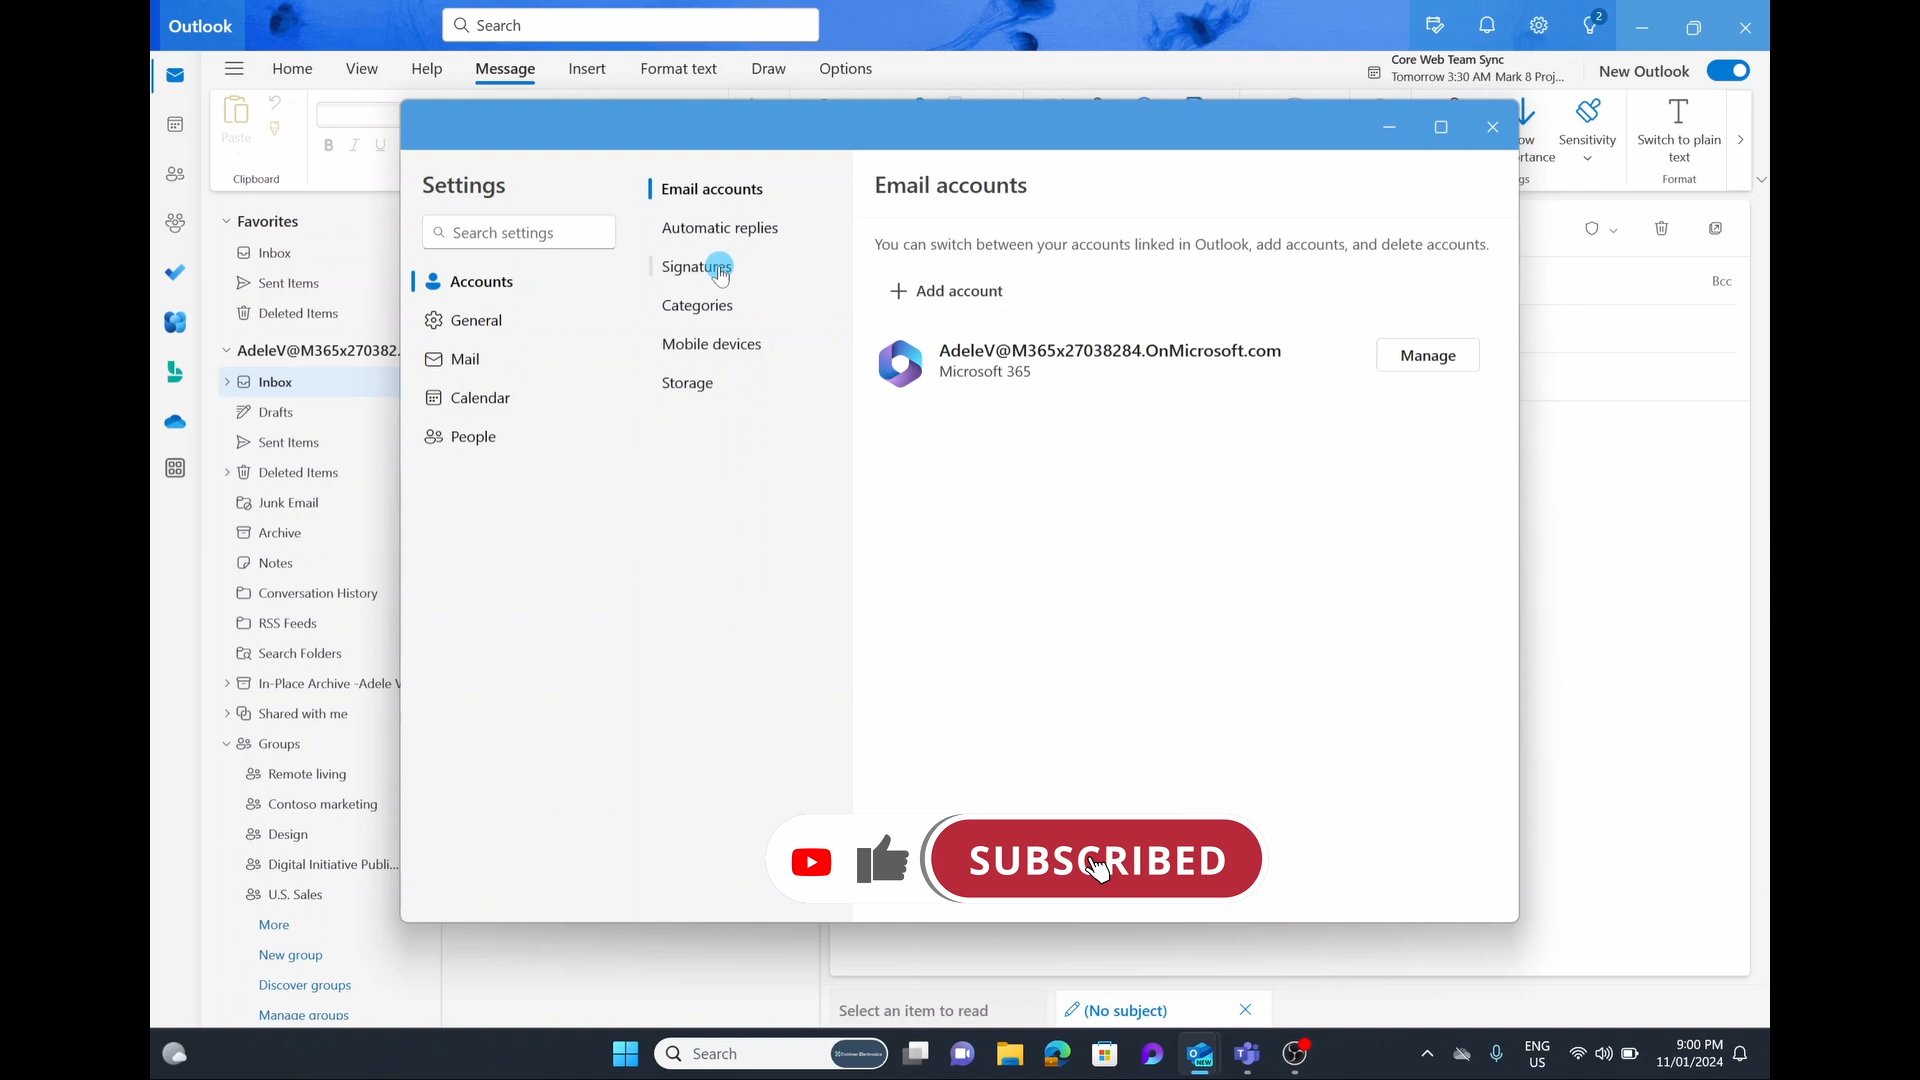 Outlook
Search
2
Home
View
Help
Message
Insert
Format text
Draw
Options
Core Web Team Sync
Tomorrow 3:30 AM Mark 8 Proj...
New Outlook
Paste
B I U
Clipboard
Sensitivity
Switch to plain
text
Format
Favorites
Inbox
Sent Items
Deleted Items
AdeleV@M365x270382.
Inbox
Drafts
Sent Items
Deleted Items
Junk Email
Archive
Notes
Conversation History
RSS Feeds
Search Folders
In-Place Archive -Adele V
Shared with me
Groups
Remote living
Contoso marketing
Design
Digital Initiative Publi...
U.S. Sales
More
New group
Discover groups
Manage groups
Settings
Search settings
Accounts
General
Mail
Calendar
People
Email accounts
Automatic replies
Signatures
Categories
Mobile devices
Storage
Email accounts
You can switch between your accounts linked in Outlook, add accounts, and delete accounts.
Add account
AdeleV@M365x27038284.OnMicrosoft.com
Microsoft 365
Manage
Bcc
SUBSCRIBED
Select an item to read
(No subject)
Search
NEW
ENG
US
9:00 PM
11/01/2024